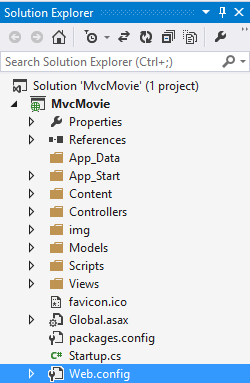 Solution Explorer
Search Solution Explorer (Ctrl+;)
Solution 'MvcMovie' (1 project)
MvcMovie
Properties
References
App_Data
App_Start
Content
Controllers
img
Models
Scripts
Views
favicon.ico
Global.asax
packages.config
C# Startup.cs
Web.config